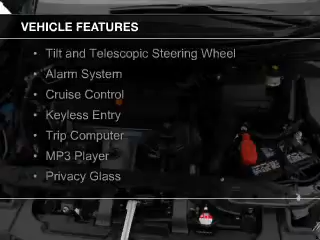 VEHICLE FEATURES
• Tilt and Telescopic Steering Wheel
• Alarm System
• Cruise Control
• Keyless Entry
• Trip Computer
• MP3 Player
• Privacy Glass